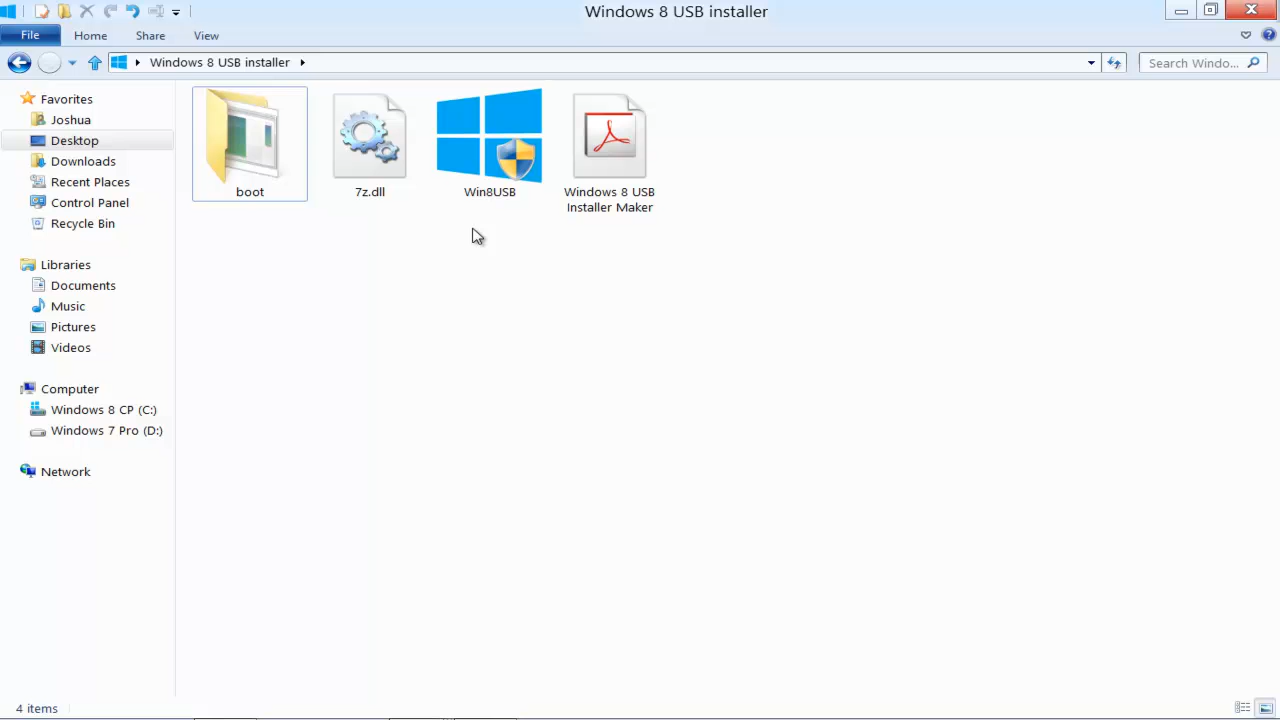 Windows 8 USB installer
File Home Share View
Windows 8 USB installer
Search Windo...
Favorites
Joshua
Desktop
Downloads
Recent Places
Control Panel
Recycle Bin
Libraries
Documents
Music
Pictures
Videos
Computer
Windows 8 CP (C:)
Windows 7 Pro (D:)
Network
boot
7z.dll
Win8USB
Windows 8 USB
Installer Maker
4 items